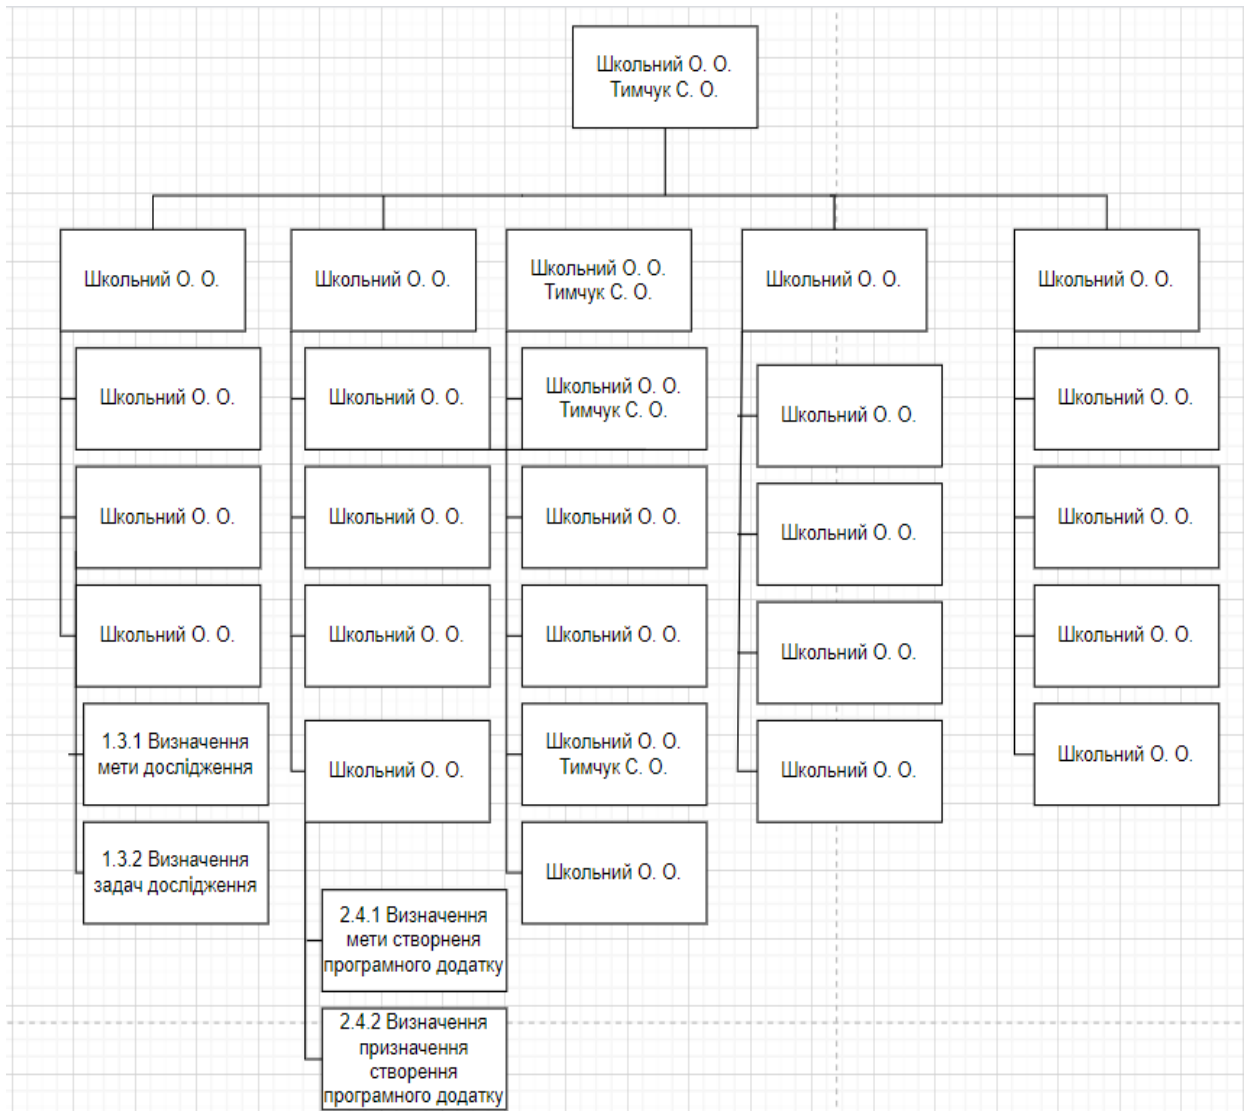 Школьний О. О.
Тимчук С. О.
Школьний О. О.
Школьний О. О.
Школьний О. О.
Тимчук С. О.
Школьний О. О.
Школьний О. О.
Школьний О. О.
Школьний О. О.
Школьний О. О.
1.3.1 Визначення
мети дослідження
1.3.2 Визначення
задач дослідження
Школьний О. О.
Школьний О. О.
Школьний О. О.
Школьний О. О.
2.4.1 Визначення
мети створненя
програмного додатку
2.4.2 Визначення
призначення
створення
програмного додатку
Школьний О. О.
Тимчук С. О.
Школьний О. О.
Школьний О. О.
Школьний О. О.
Тимчук С. О.
Школьний О. О.
Школьний О. О.
Школьний О. О.
Школьний О. О.
Школьний О. О.
Школьний О. О.
Школьний О. О.
Школьний О. О.
Школьний О. О.